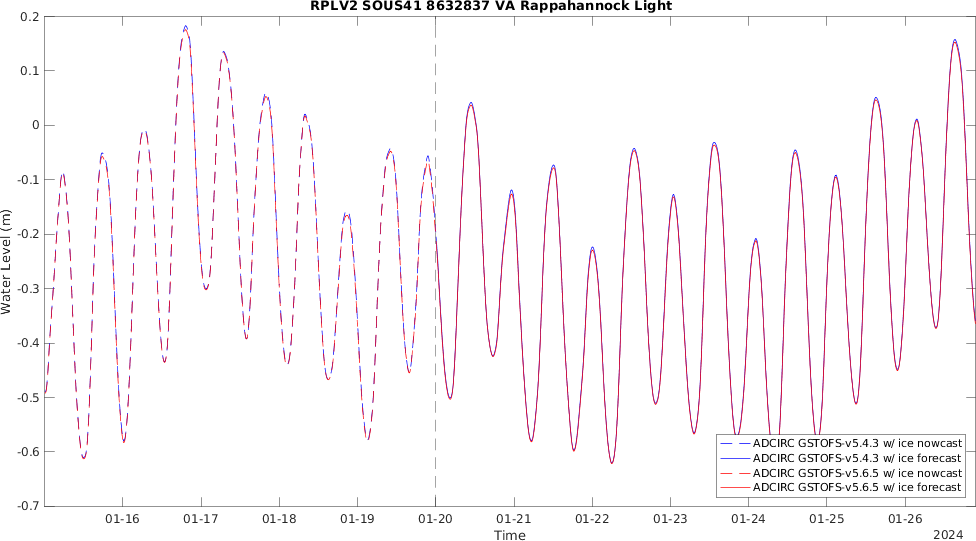 RPLV2 SOUS41 8632837 VA Rappahannock Light
0.2
0.1
0
-0.1
-0.2
-0.3
-0.4
-0.5
-0.6
-0.7
Water Level (m)
ADCIRC GSTOFS-v5.4.3 w/ ice nowcast
ADCIRC GSTOFS-v5.4.3 w/ ice forecast
ADCIRC GSTOFS-v5.6.5 w/ ice nowcast
ADCIRC GSTOFS-v5.6.5 w/ ice forecast
01-16 01-17 01-18 01-19 01-20 01-21 01-22 01-23 01-24 01-25 01-26
Time
2024